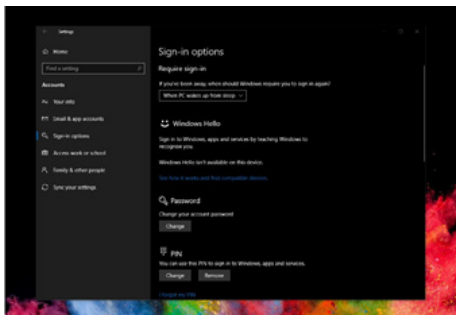 Settings
Home
Find a setting
Accounts
Your info
Email & app accounts
Sign-in options
Access work or school
Family & other people
Sync your settings
Sign-in options
Require sign-in
If you've been away, when should Windows require you to sign in again?
When PC wakes up from sleep
Windows Hello
Sign in to Windows, apps and services by teaching Windows to
recognise you.
Windows Hello isn't available on this device.
See how it works and find compatible devices.
Password
Change your account password
Change
PIN
You can use this PIN to sign in to Windows, apps and services.
Change
Remove
I forgot my PIN